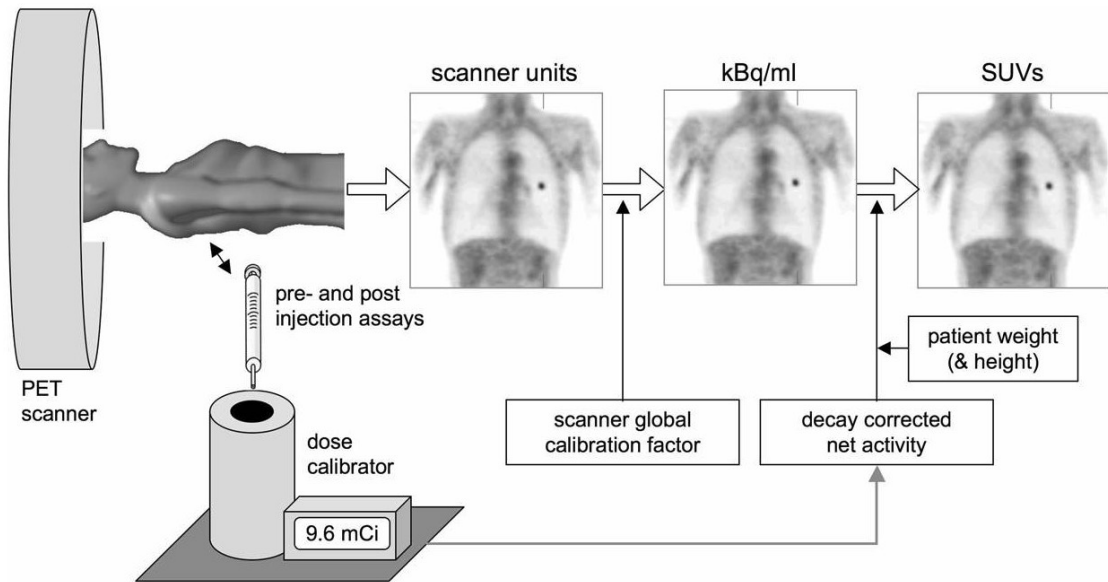 scanner units
kBq/ml
SUVs
pre- and post
injection assays
PET
scanner
dose
calibrator
9.6 mCi
scanner global
calibration factor
patient weight
(& height)
decay corrected
net activity